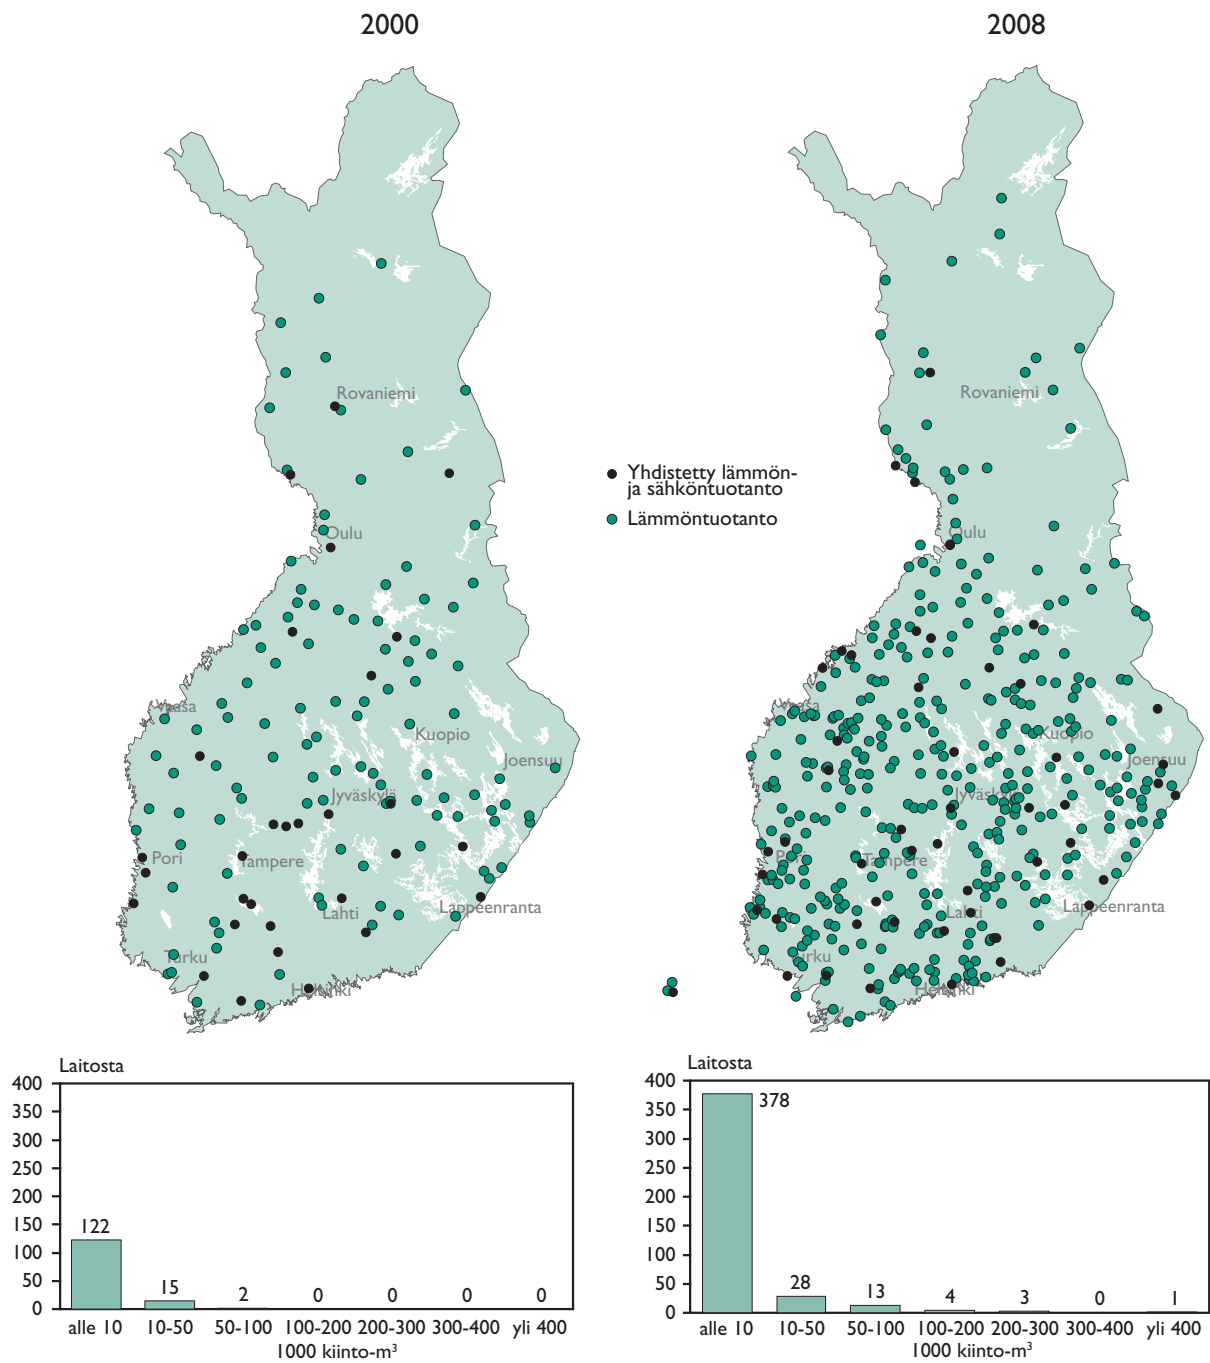 2000
2008
Rovaniemi
Oulu
Vaasa
Kuopio
Joensuu
Jyväskylä
Pori
Tampere
Lahti
Lappeenranta
Turku
Helsinki
Yhdistetty lämmön-
ja sähköntuotanto
Lämmöntuotanto
Rovaniemi
Oulu
Vaasa
Kuopio
Joensuu
Jyväskylä
Pori
Tampere
Lahti
Lappeenranta
Turku
Helsinki
Laitosta
400
350
300
250
200
150
100
50
0
122
15
2
0
0
0
0
alle 10
10-50
50-100
100-200
200-300
300-400
yli 400
1000 kiinto-m³
Laitosta
400
350
300
250
200
150
100
50
0
378
28
13
4
3
0
1
alle 10
10-50
50-100
100-200
200-300
300-400
yli 400
1000 kiinto-m³